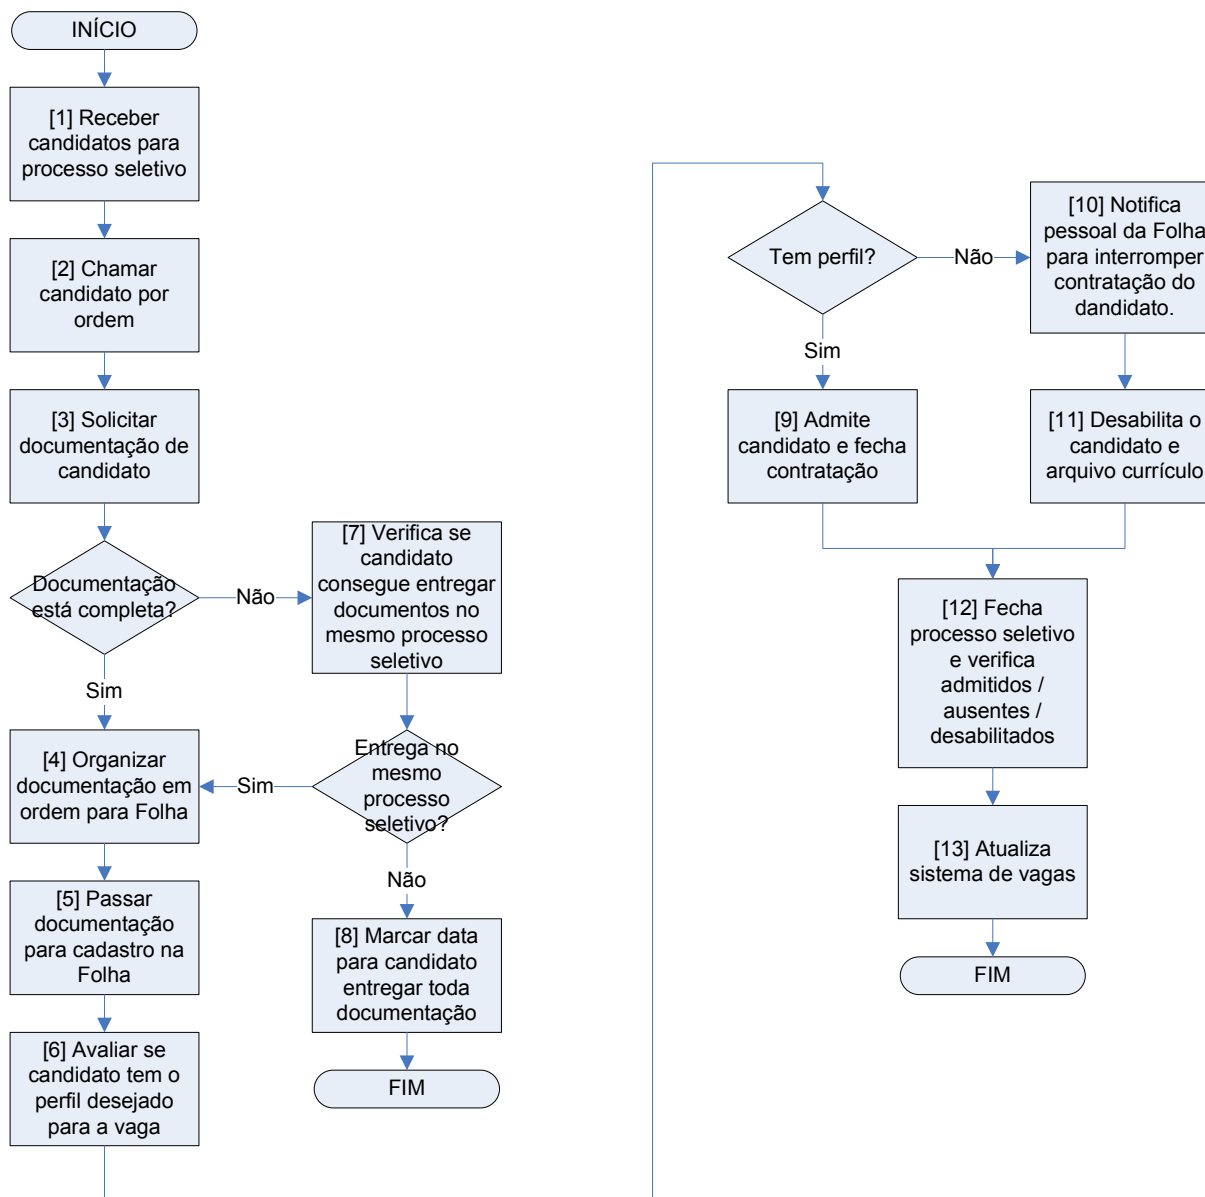 INÍCIO
[1] Receber
candidatos para
processo seletivo
[2] Chamar
candidato por
ordem
[3] Solicitar
documentação de
candidato
Documentação
está completa?
Não
Sim
[7] Verifica se
candidato
consegue entregar
documentos no
mesmo processo
seletivo
Entrega no
mesmo
processo
seletivo?
Sim
Não
[4] Organizar
documentação em
ordem para Folha
[5] Passar
documentação
para cadastro na
Folha
[6] Avaliar se
candidato tem o
perfil desejado
para a vaga
[8] Marcar data
para candidato
entregar toda
documentação
FIM
Tem perfil?
Não
Sim
[10] Notifica
pessoal da Folha
para interromper
contratação do
dandidato.
[9] Admite
candidato e fecha
contratação
[11] Desabilita o
candidato e
arquivo currículo
[12] Fecha
processo seletivo
e verifica
admitidos /
ausentes /
desabilitados
[13] Atualiza
sistema de vagas
FIM